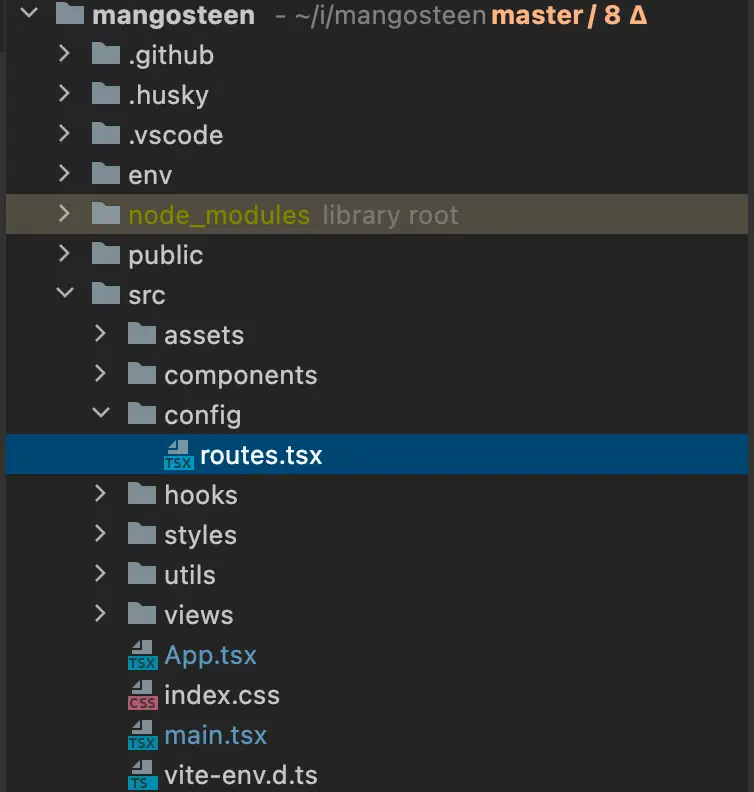 mangosteen - ~/i/mangosteen master / 8 Δ
.github
.husky
.vscode
env
node_modules library root
public
src
assets
components
config
TSX routes.tsx
hooks
styles
utils
views
TSX App.tsx
CSS index.css
TSX main.tsx
TS vite-env.d.ts